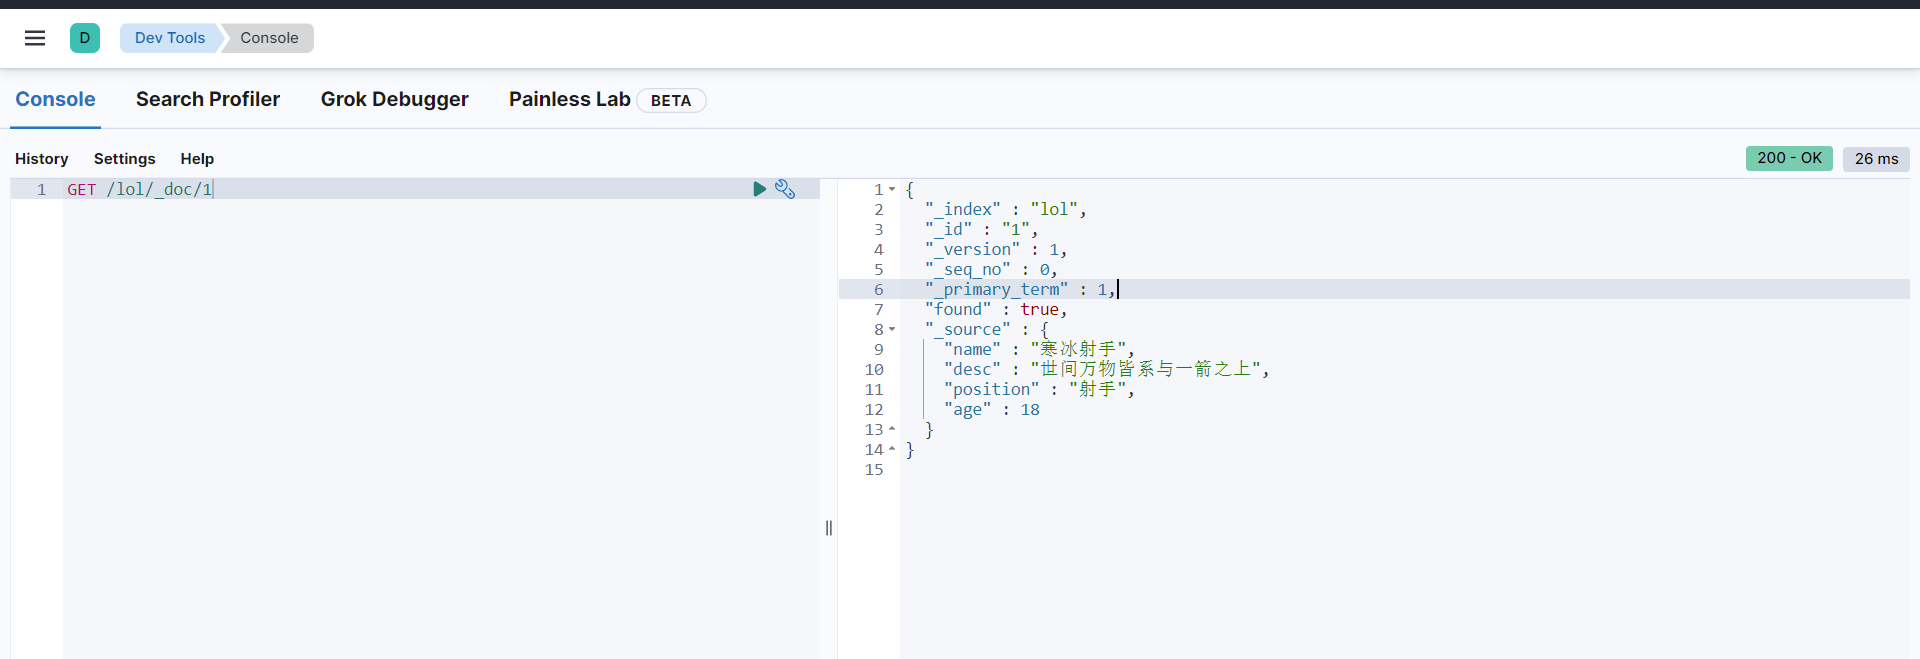 D Dev Tools Console
Console Search Profiler Grok Debugger Painless Lab BETA
History Settings Help 200 - OK 26 ms
1 GET /lol/_doc/1
1 {
2 "_index" : "lol",
3 "_id" : "1",
4 "_version" : 1,
5 "_seq_no" : 0,
6 "_primary_term" : 1,
7 "found" : true,
8 "_source" : {
9 "name" : "寒冰射手",
10 "desc" : "世间万物皆系与一箭之上",
11 "position" : "射手",
12 "age" : 18
13 }
14 }
15